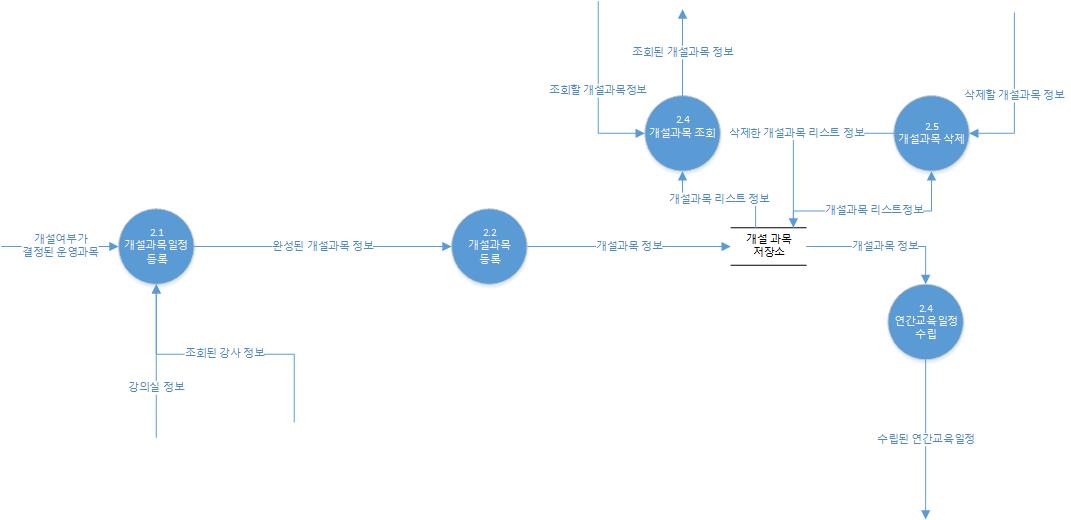 조회된 개설과목 정보
조회할 개설과목정보
삭제할 개설과목 정보
2.4
개설과목 조회
삭제한 개설과목 리스트 정보
2.5
개설과목 삭제
개설과목 리스트 정보
개설과목 리스트정보
개설여부가
결정된 운영과목
2.1
개설과목일정
등록
완성된 개설과목 정보
2.2
개설과목
등록
개설과목 정보
개설 과목
저장소
개설과목 정보
2.4
연간교육일정
수립
조회된 강사 정보
강의실 정보
수립된 연간교육일정